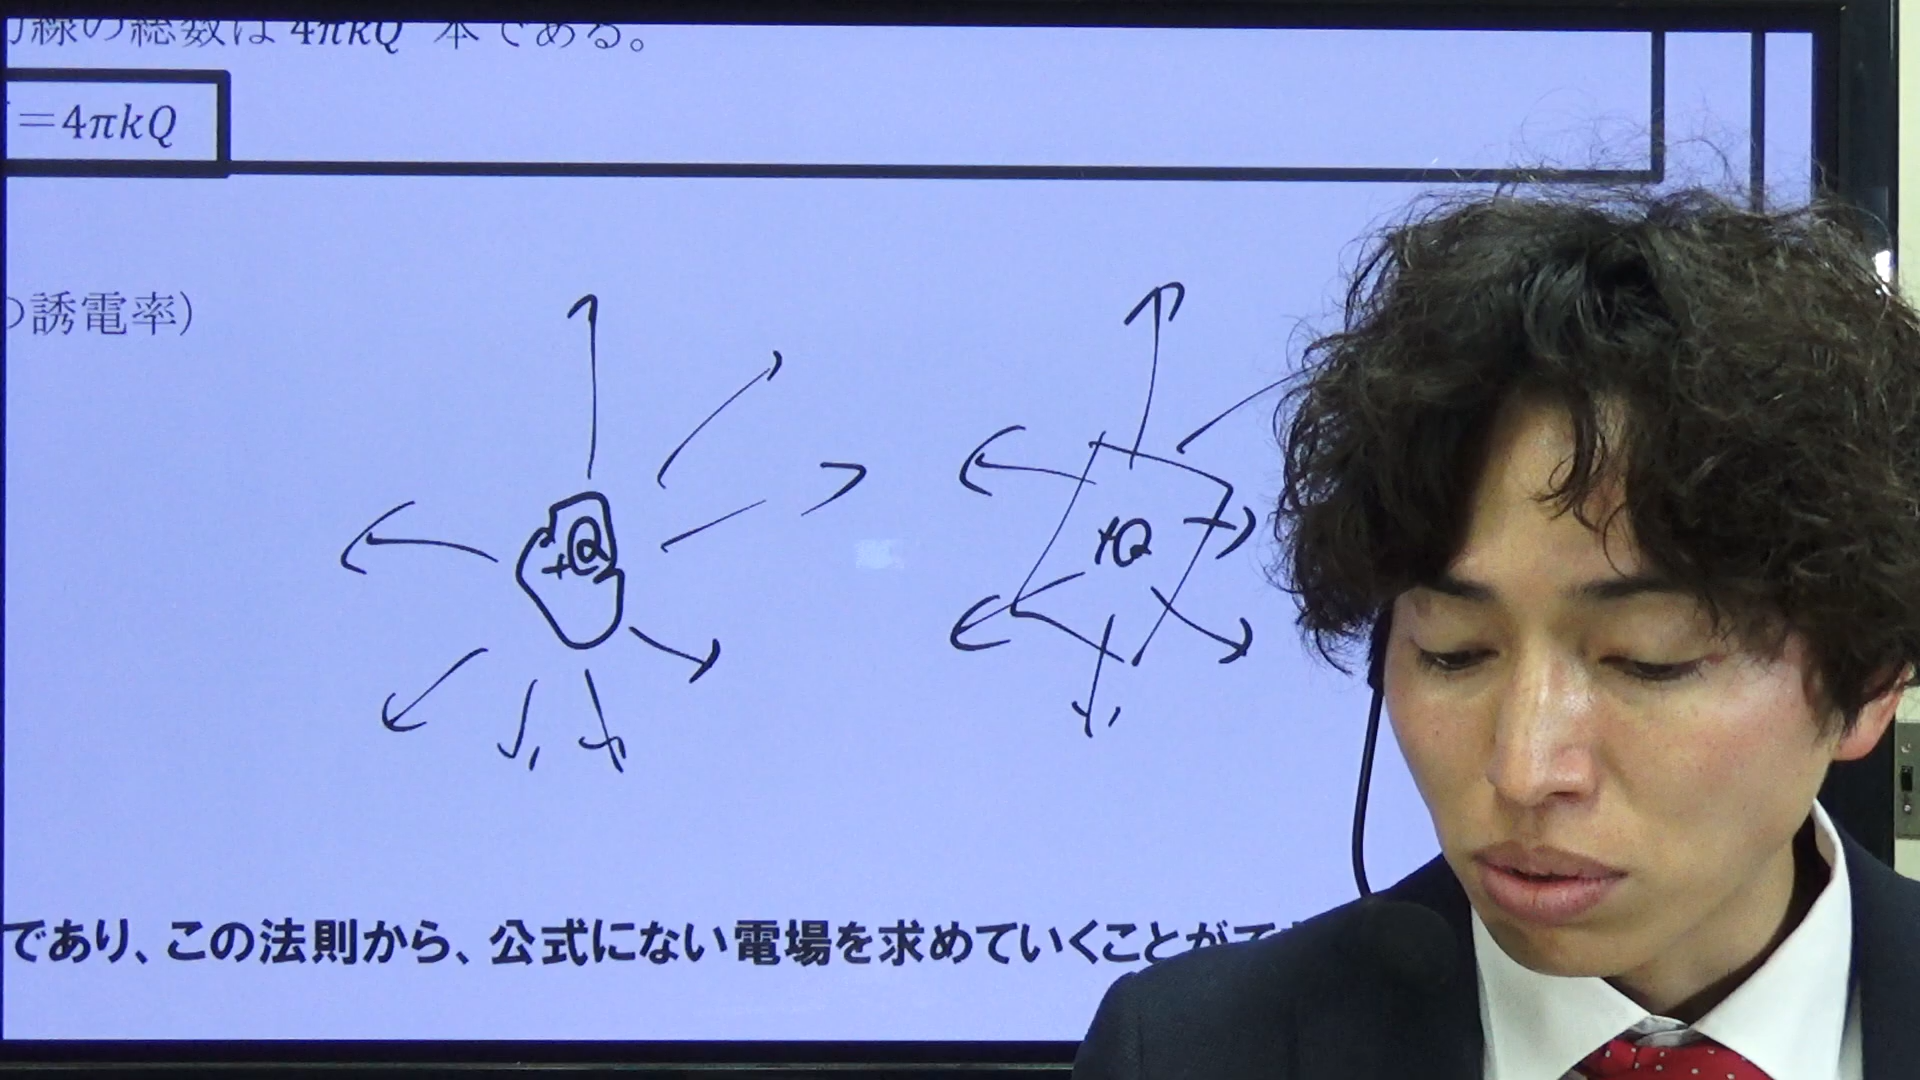 線の総数は 4πkQ 本である。
=4πkQ
の誘電率)
+Q
+Q
であり、この法則から、公式にない電場を求めていくことがで